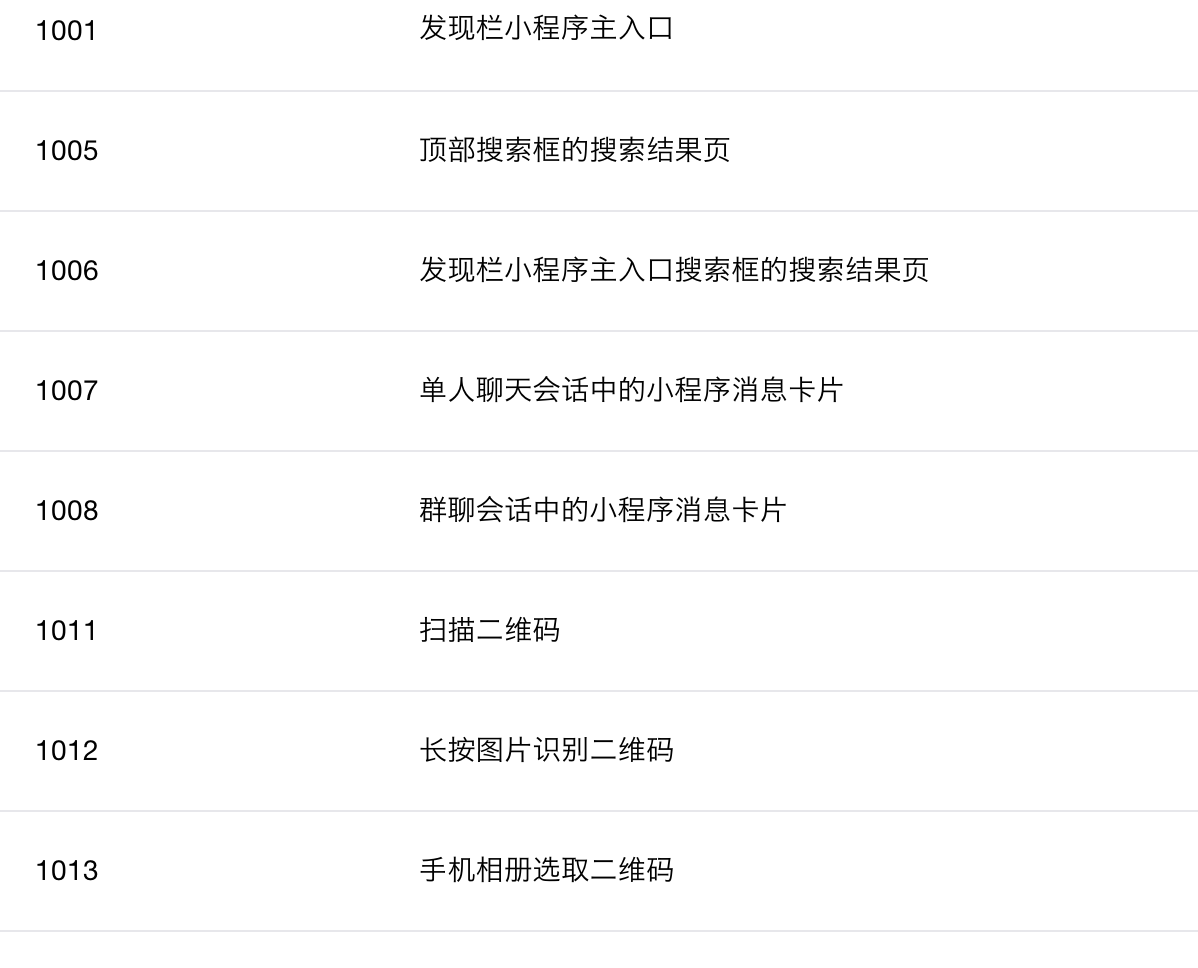 1001 发现栏小程序主入口
1005 顶部搜索框的搜索结果页
1006 发现栏小程序主入口搜索框的搜索结果页
1007 单人聊天会话中的小程序消息卡片
1008 群聊会话中的小程序消息卡片
1011 扫描二维码
1012 长按图片识别二维码
1013 手机相册选取二维码